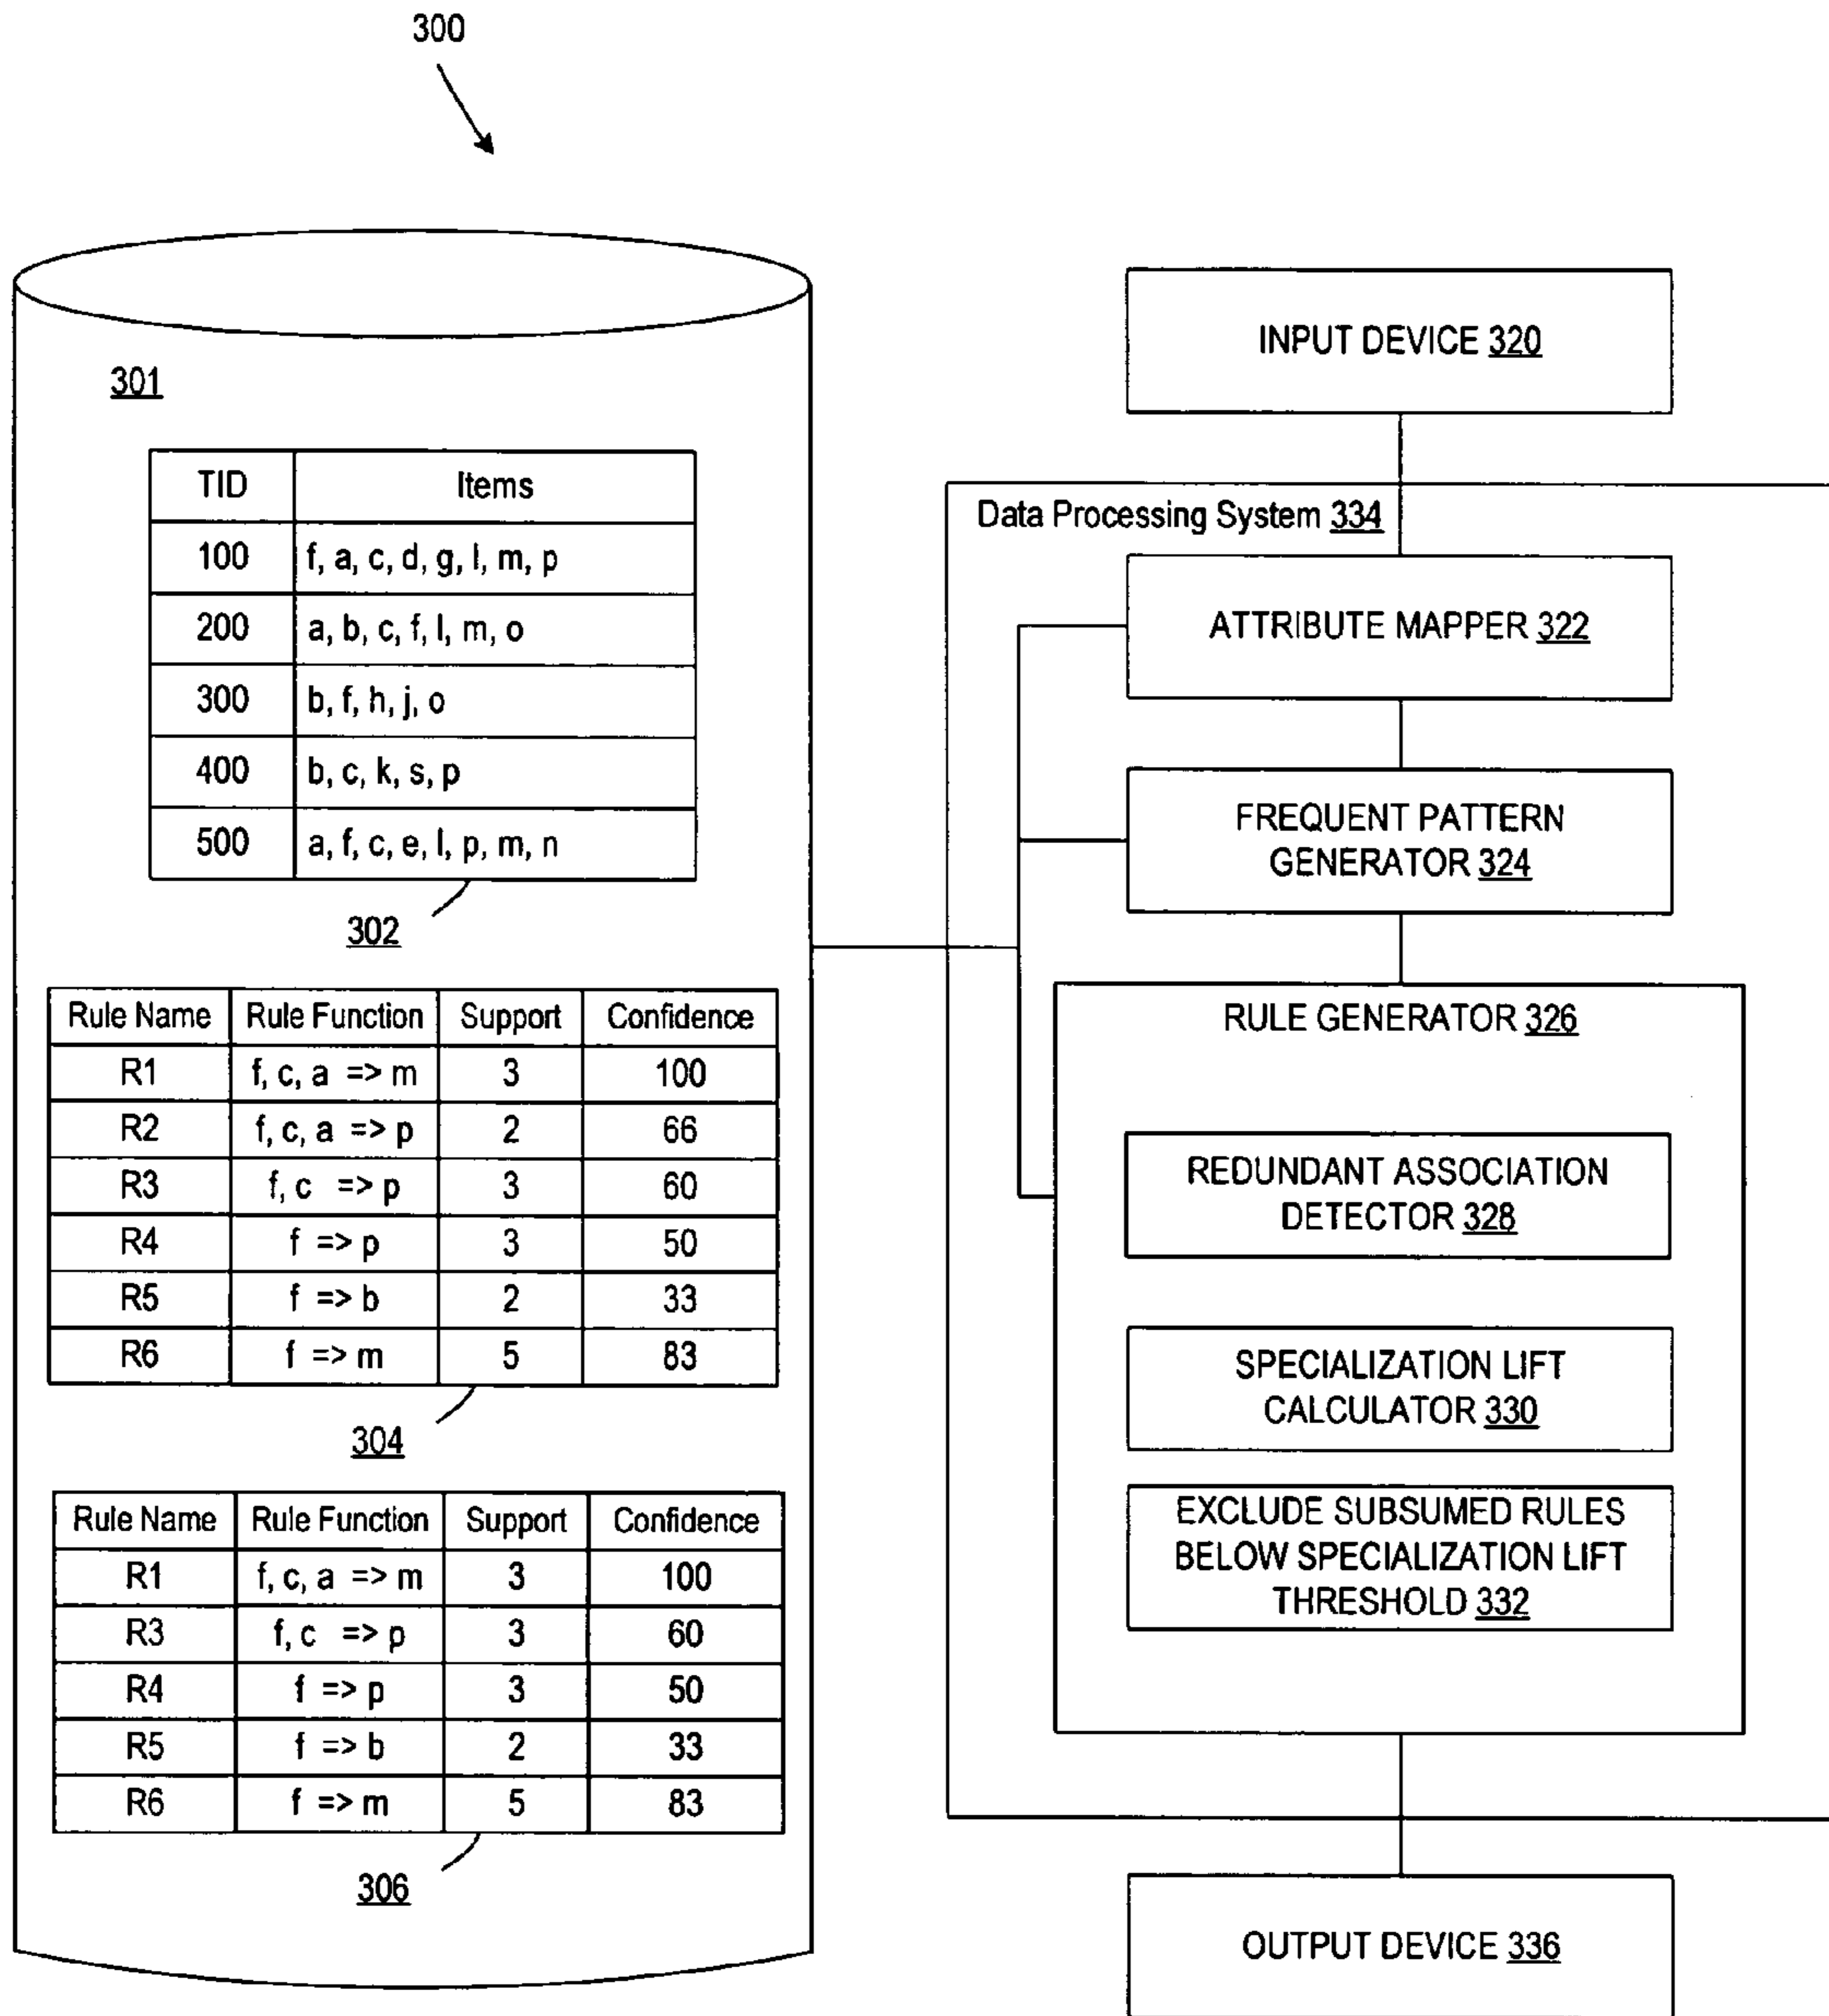 300
301
TID Items
100 f, a, c, d, g, l, m, p
200 a, b, c, f, l, m, o
300 b, f, h, j, o
400 b, c, k, s, p
500 a, f, c, e, l, p, m, n
302
Rule Name Rule Function Support Confidence
R1 f, c, a => m 3 100
R2 f, c, a => p 2 66
R3 f, c => p 3 60
R4 f => p 3 50
R5 f => b 2 33
R6 f => m 5 83
304
Rule Name Rule Function Support Confidence
R1 f, c, a => m 3 100
R3 f, c => p 3 60
R4 f => p 3 50
R5 f => b 2 33
R6 f => m 5 83
306
INPUT DEVICE 320
Data Processing System 334
ATTRIBUTE MAPPER 322
FREQUENT PATTERN
GENERATOR 324
RULE GENERATOR 326
REDUNDANT ASSOCIATION
DETECTOR 328
SPECIALIZATION LIFT
CALCULATOR 330
EXCLUDE SUBSUMED RULES
BELOW SPECIALIZATION LIFT
THRESHOLD 332
OUTPUT DEVICE 336